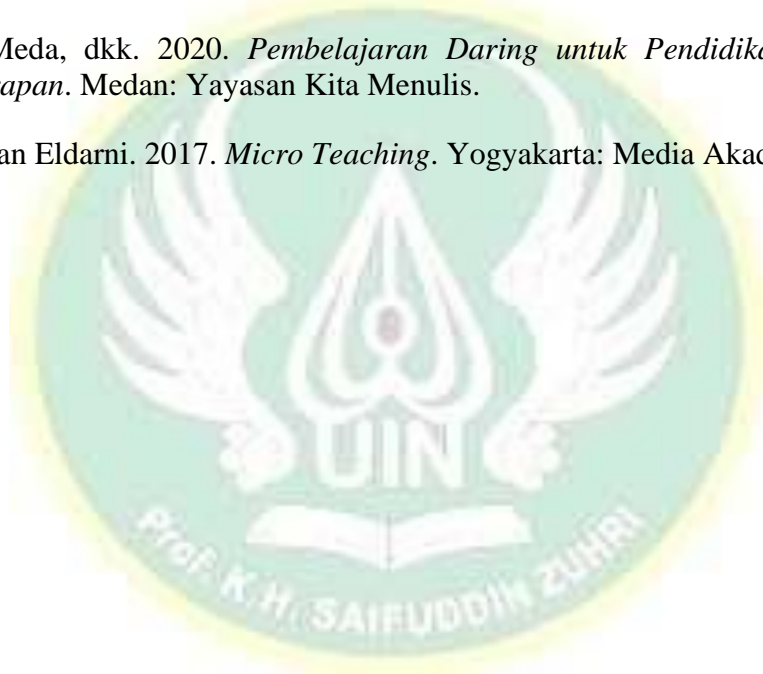 Meda, dkk. 2020. Pembelajaran Daring untuk Pendidika
apan. Medan: Yayasan Kita Menulis.
an Eldarni. 2017. Micro Teaching. Yogyakarta: Media Akad
UIN
Prof. K.H. SAIFUDDIN ZUHRI